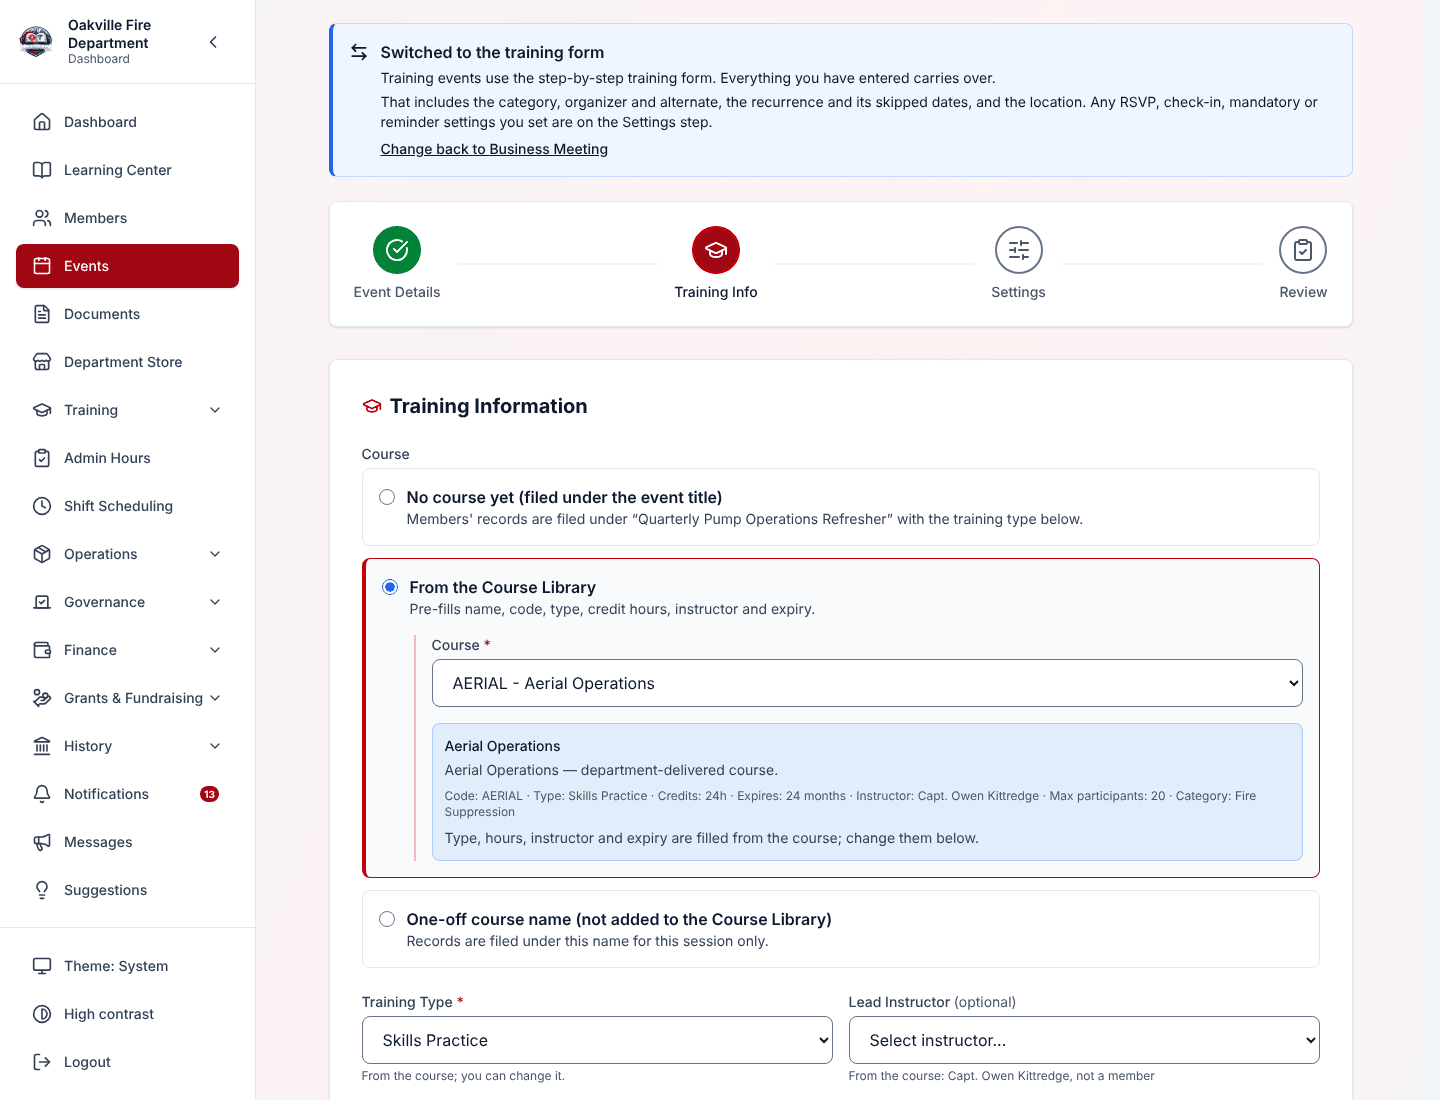 Oakville Fire
Department
Dashboard
Dashboard
Learning Center
Members
Events
Documents
Department Store
Training
Admin Hours
Shift Scheduling
Operations
Governance
Finance
Grants & Fundraising
History
Notifications 13
Messages
Suggestions
Theme: System
High contrast
Logout
Switched to the training form
Training events use the step-by-step training form. Everything you have entered carries over.
That includes the category, organizer and alternate, the recurrence and its skipped dates, and the location. Any RSVP, check-in, mandatory or
reminder settings you set are on the Settings step.
Change back to Business Meeting
Event Details
Training Info
Settings
Review
Training Information
Course
No course yet (filed under the event title)
Members' records are filed under “Quarterly Pump Operations Refresher” with the training type below.
From the Course Library
Pre-fills name, code, type, credit hours, instructor and expiry.
Course *
AERIAL - Aerial Operations
Aerial Operations
Aerial Operations — department-delivered course.
Code: AERIAL · Type: Skills Practice · Credits: 24h · Expires: 24 months · Instructor: Capt. Owen Kittredge · Max participants: 20 · Category: Fire
Suppression
Type, hours, instructor and expiry are filled from the course; change them below.
One-off course name (not added to the Course Library)
Records are filed under this name for this session only.
Training Type *
Skills Practice
From the course; you can change it.
Lead Instructor (optional)
Select instructor...
From the course: Capt. Owen Kittredge, not a member